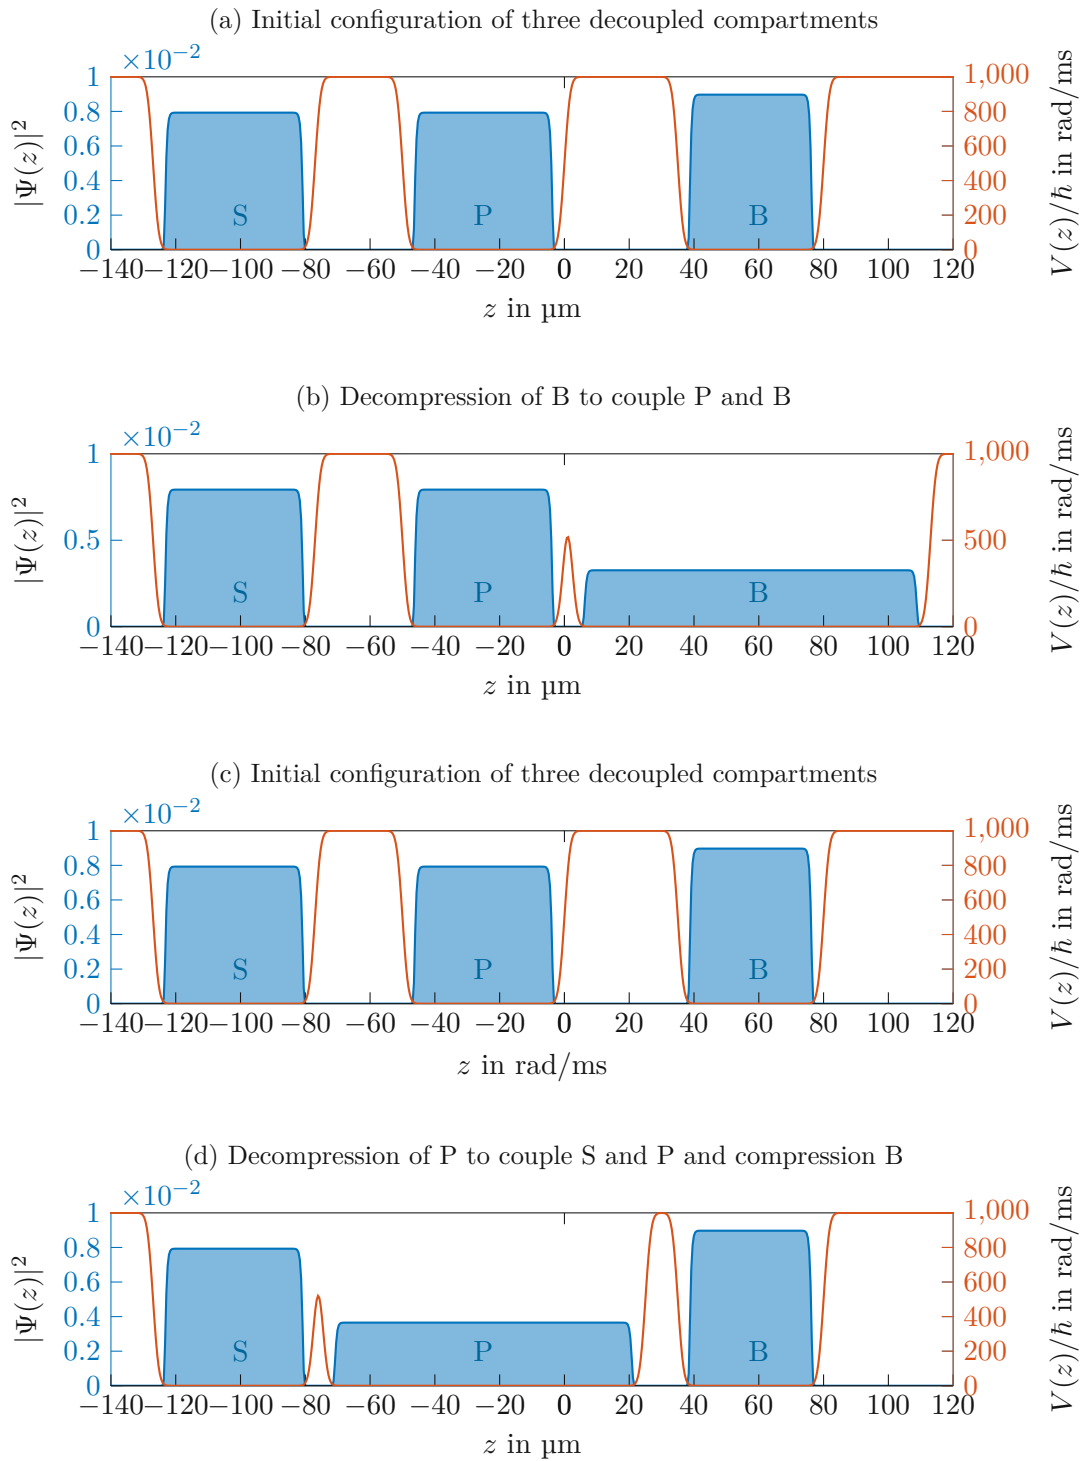 (a) Initial configuration of three decoupled compartments
×10−2
1 0.8 0.6 0.4 0.2 0
|Ψ(z)|2
1,000 800 600 400 200 0
V(z)/ħ in rad/ms
S P B
−140 −120 −100 −80 −60 −40 −20 0 20 40 60 80 100 120
z in µm
(b) Decompression of B to couple P and B
×10−2
1 0.5 0
|Ψ(z)|2
1,000 500 0
V(z)/ħ in rad/ms
S P B
−140 −120 −100 −80 −60 −40 −20 0 20 40 60 80 100 120
z in µm
(c) Initial configuration of three decoupled compartments
×10−2
1 0.8 0.6 0.4 0.2 0
|Ψ(z)|2
1,000 800 600 400 200 0
V(z)/ħ in rad/ms
S P B
−140 −120 −100 −80 −60 −40 −20 0 20 40 60 80 100 120
z in rad/ms
(d) Decompression of P to couple S and P and compression B
×10−2
1 0.8 0.6 0.4 0.2 0
|Ψ(z)|2
1,000 800 600 400 200 0
V(z)/ħ in rad/ms
S P B
−140 −120 −100 −80 −60 −40 −20 0 20 40 60 80 100 120
z in µm